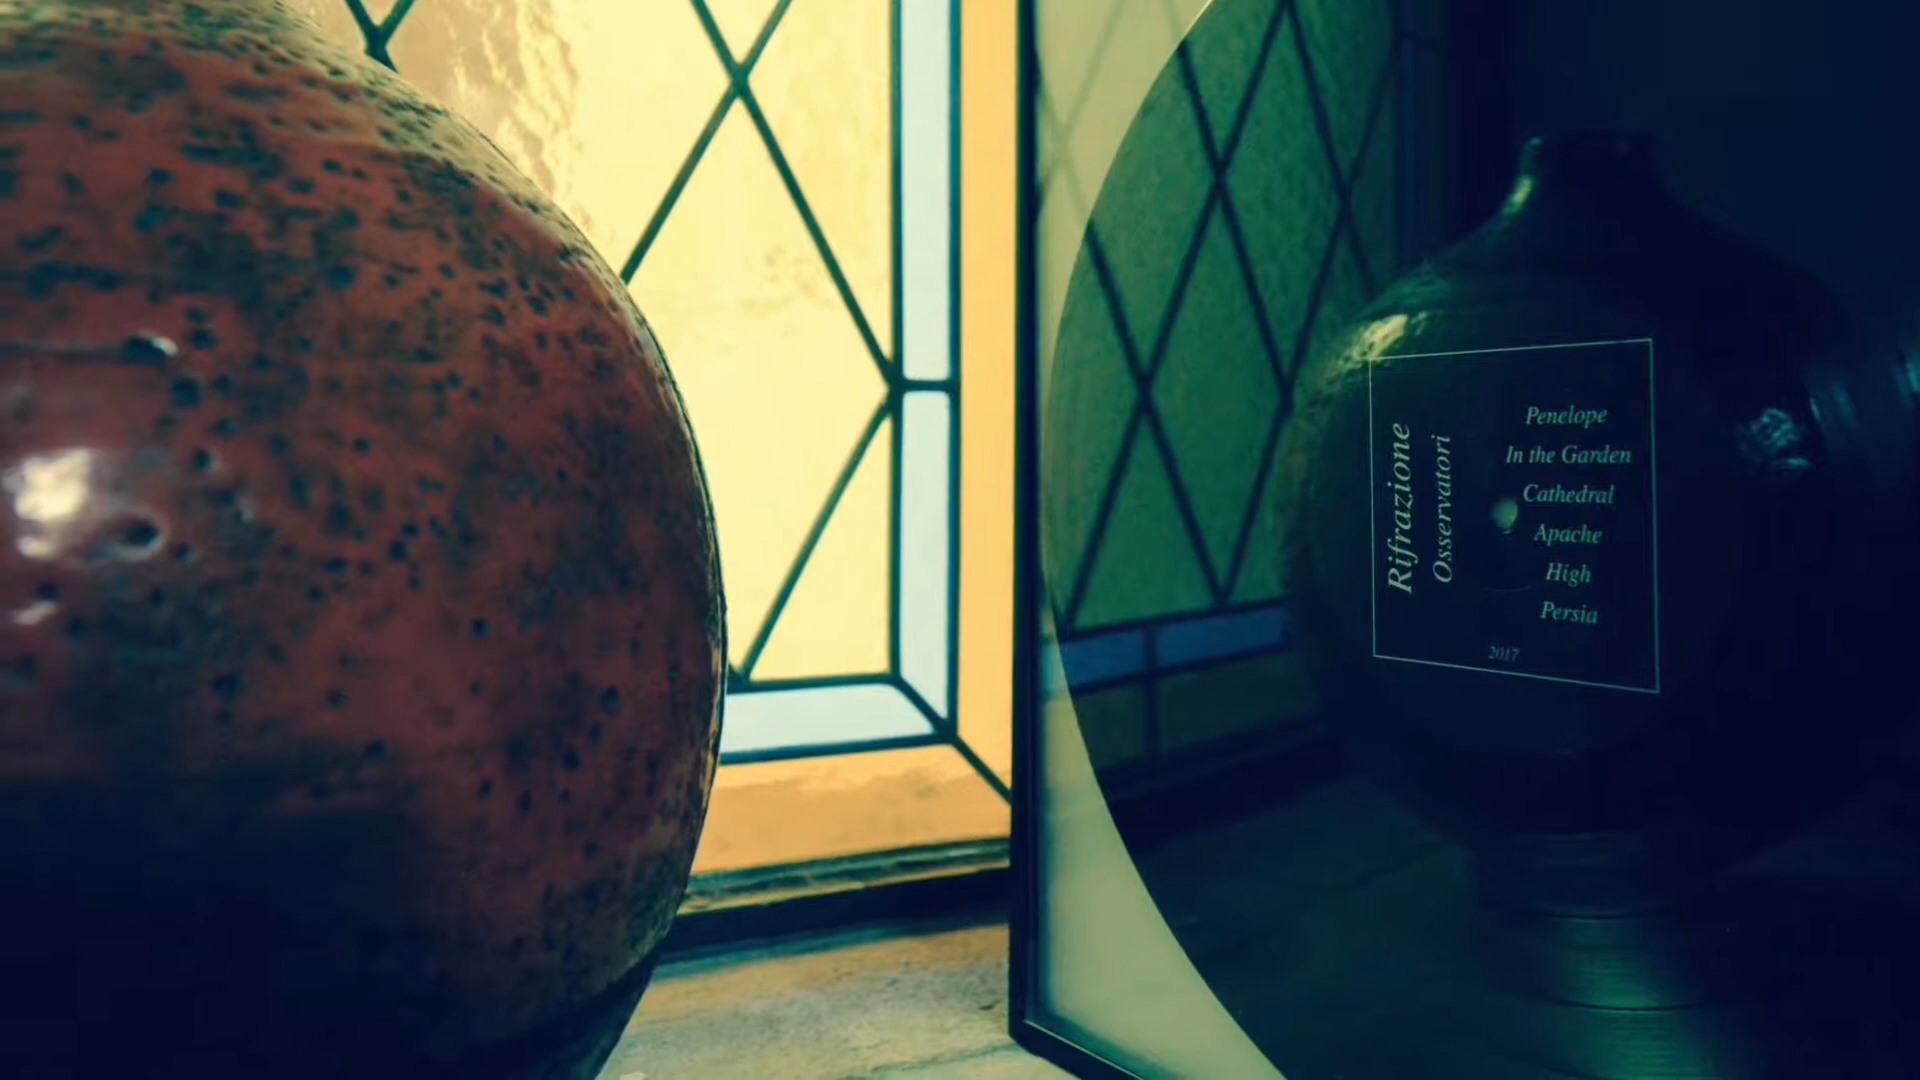 Rifrazione
Osservatori
Penelope
In the Garden
Cathedral
Apache
High
Persia
2017